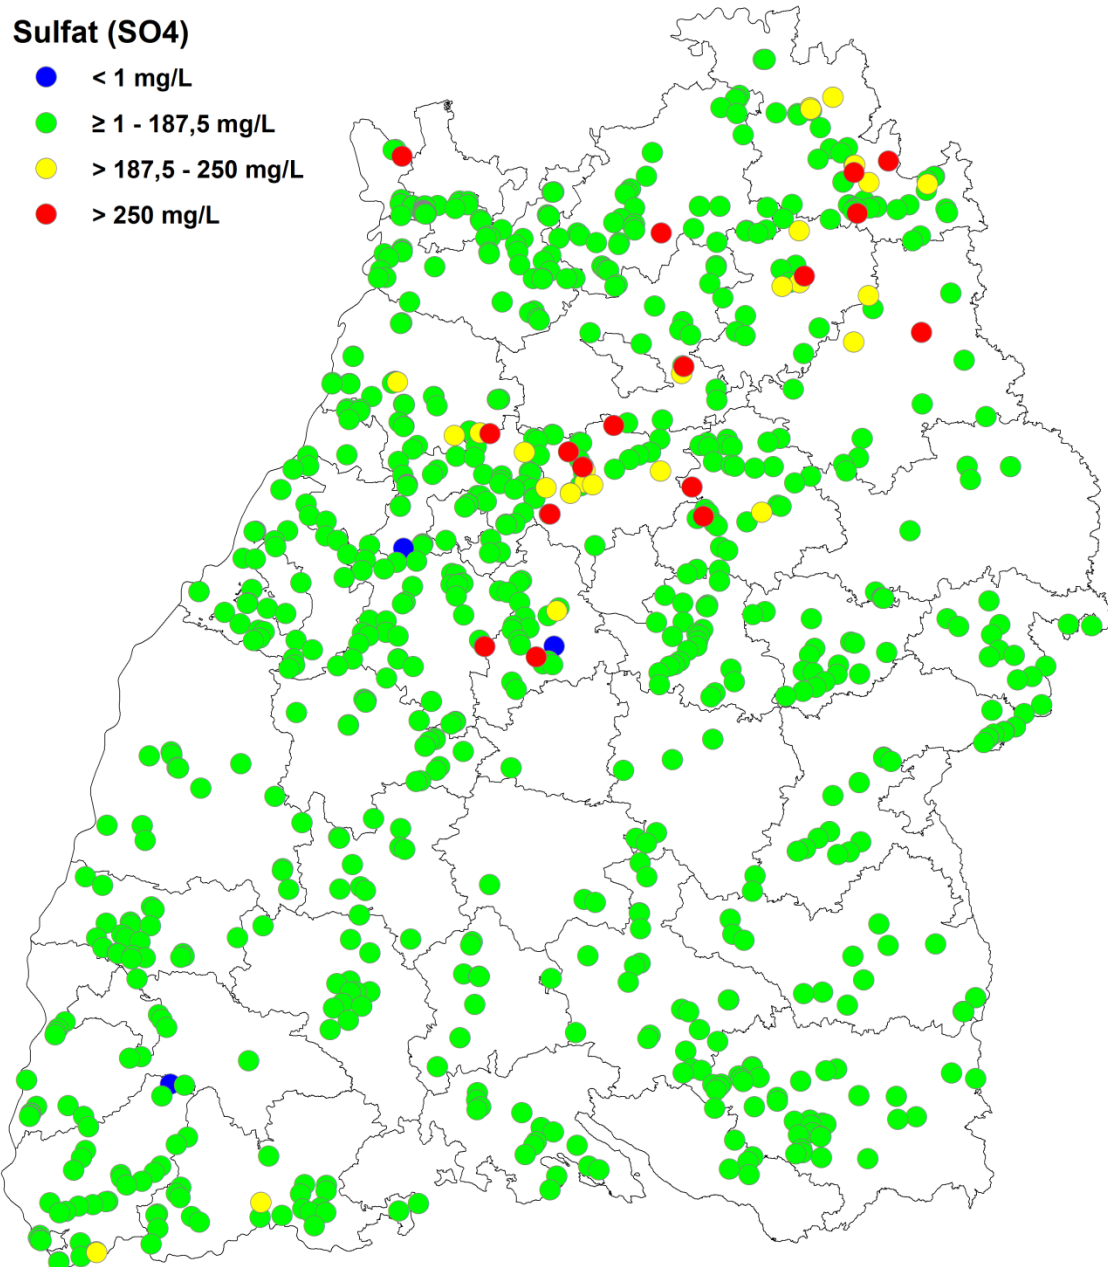 Sulfat (SO4)
< 1 mg/L
≥ 1 - 187,5 mg/L
> 187,5 - 250 mg/L
> 250 mg/L